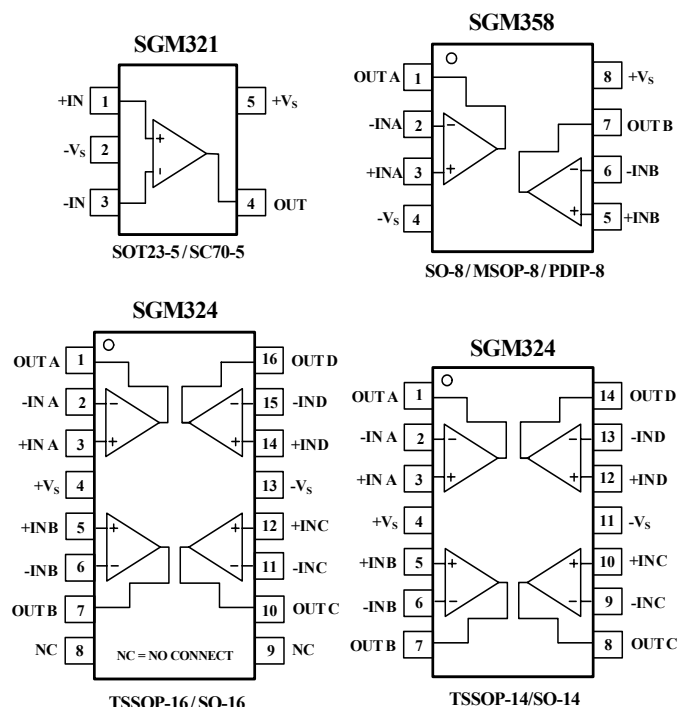 SGM321
+IN 1 5 +VS
-VS 2
-IN 3 4 OUT
+
-
SOT23-5 / SC70-5
SGM358
OUT A 1 8 +VS
-INA 2 7 OUT B
+INA 3 6 -INB
-VS 4 5 +INB
- +
- +
SO-8 / MSOP-8 / PDIP-8
SGM324
OUT A 1 16 OUT D
-IN A 2 15 -IND
+IN A 3 14 +IND
+VS 4 13 -VS
+INB 5 12 +INC
-INB 6 11 -INC
OUT B 7 10 OUT C
NC 8 9 NC
- + - +
+ - + -
NC = NO CONNECT
TSSOP-16 / SO-16
SGM324
OUT A 1 14 OUT D
-IN A 2 13 -IND
+IN A 3 12 +IND
+VS 4 11 -VS
+INB 5 10 +INC
-INB 6 9 -INC
OUT B 7 8 OUT C
- + - +
+ - + -
TSSOP-14/SO-14